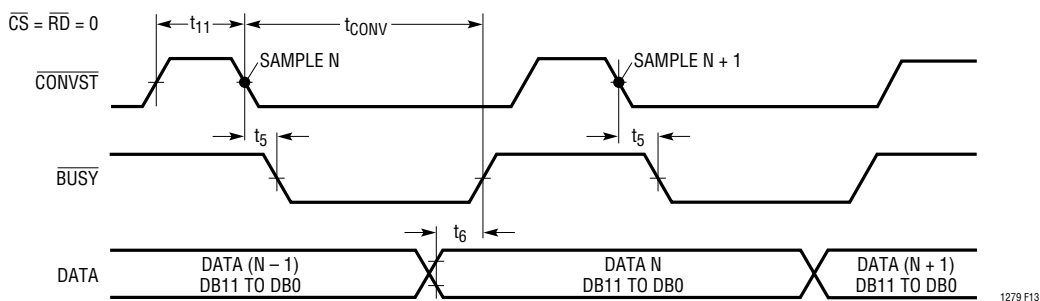 CS = RD = 0
t11
tCONV
SAMPLE N
SAMPLE N + 1
CONVST
t5
t5
BUSY
t6
DATA
DATA (N – 1)
DB11 TO DB0
DATA N
DB11 TO DB0
DATA (N + 1)
DB11 TO DB0
1279 F13